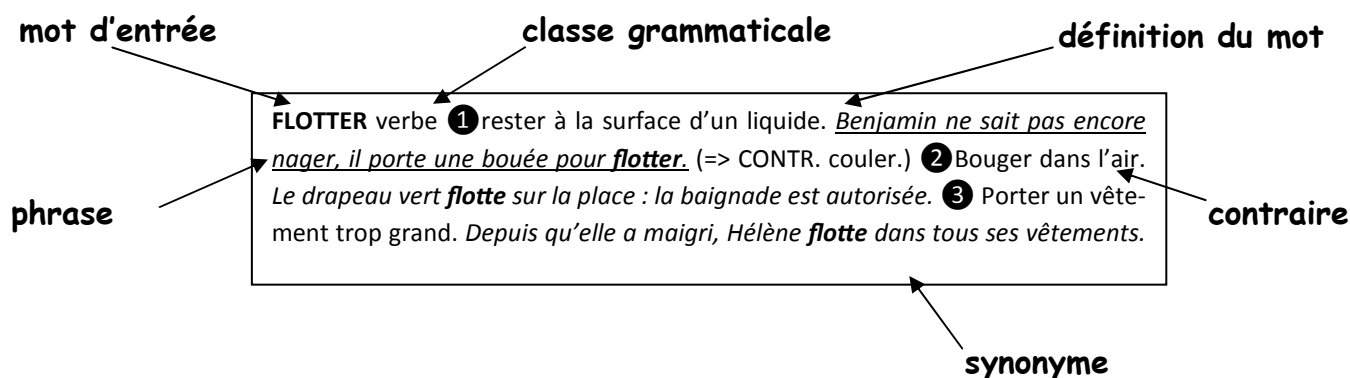 mot d’entrée
classe grammaticale
définition du mot
FLOTTER verbe ❶ rester à la surface d’un liquide. Benjamin ne sait pas encore
nager, il porte une bouée pour flotter. (=> CONTR. couler.) ❷ Bouger dans l’air.
Le drapeau vert flotte sur la place : la baignade est autorisée. ❸ Porter un vête-
ment trop grand. Depuis qu’elle a maigri, Hélène flotte dans tous ses vêtements.
phrase
contraire
synonyme